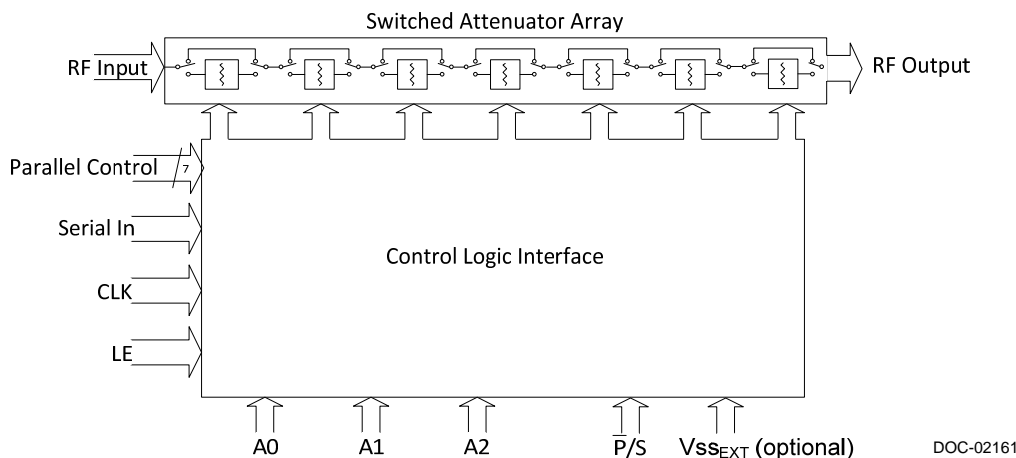 Switched Attenuator Array
RF Input
RF Output
Parallel Control
7
Serial In
Control Logic Interface
CLK
LE
A0
A1
A2
P̅/S
VssEXT (optional)
DOC-02161